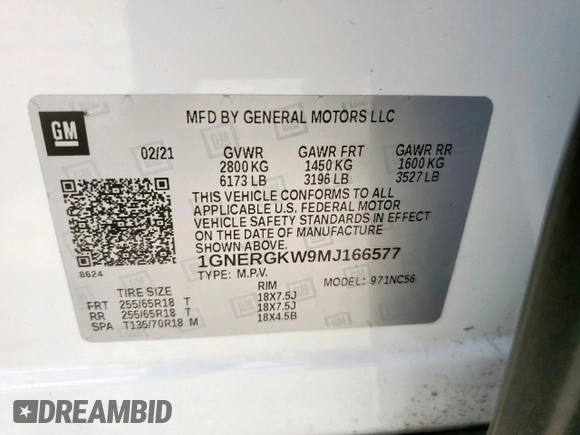 MFD BY GENERAL MOTORS LLC
GM
02/21 GVWR GAWR FRT GAWR RR
2800 KG 1450 KG 1600 KG
6173 LB 3196 LB 3527 LB
THIS VEHICLE CONFORMS TO ALL
APPLICABLE U.S. FEDERAL MOTOR
VEHICLE SAFETY STANDARDS IN EFFECT
ON THE DATE OF MANUFACTURE
SHOWN ABOVE.
8624
1GNERGKW9MJ166577
TYPE: M.P.V. MODEL: 971NC56
TIRE SIZE RIM
FRT 255/65R18 T 18X7.5J
RR 255/65R18 T 18X7.5J
SPA T135/70R18 M 18X4.5B
DREAMBID